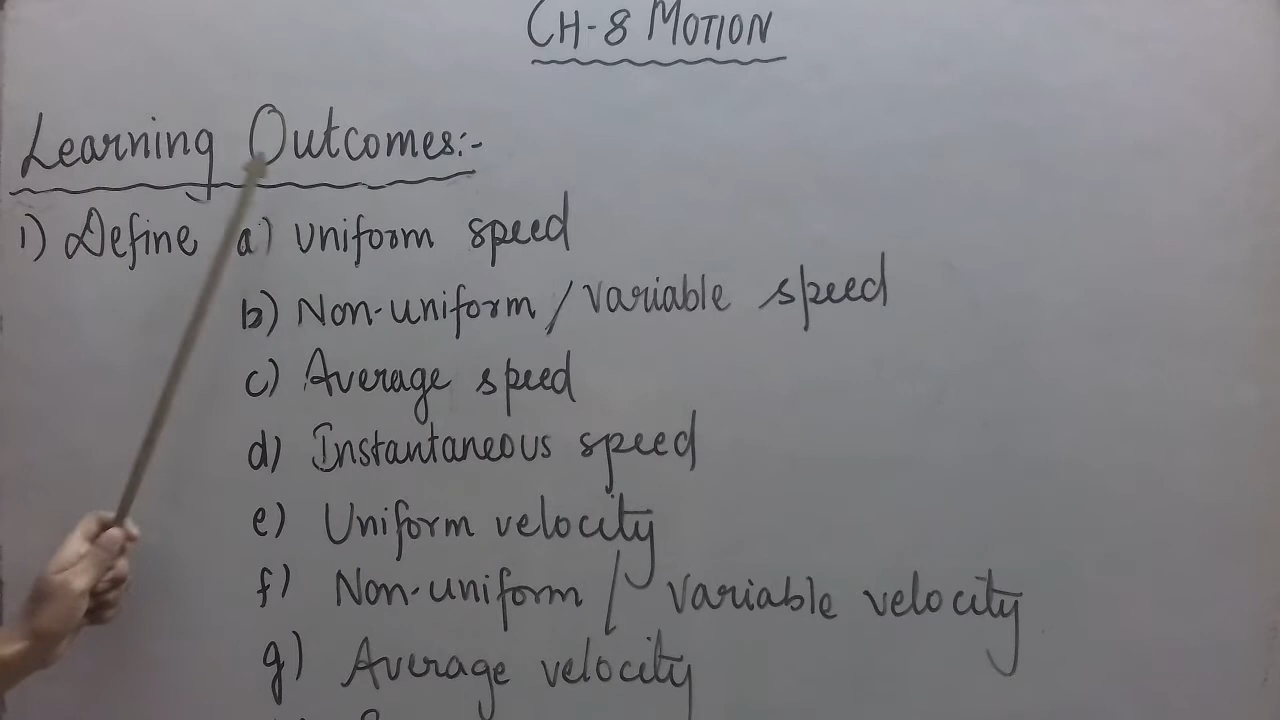 CH-8 MOTION
Learning Outcomes:-
1) Define a) Uniform speed
b) Non-uniform / Variable speed
c) Average speed
d) Instantaneous speed
e) Uniform velocity
f) Non-uniform / Variable velocity
g) Average velocity